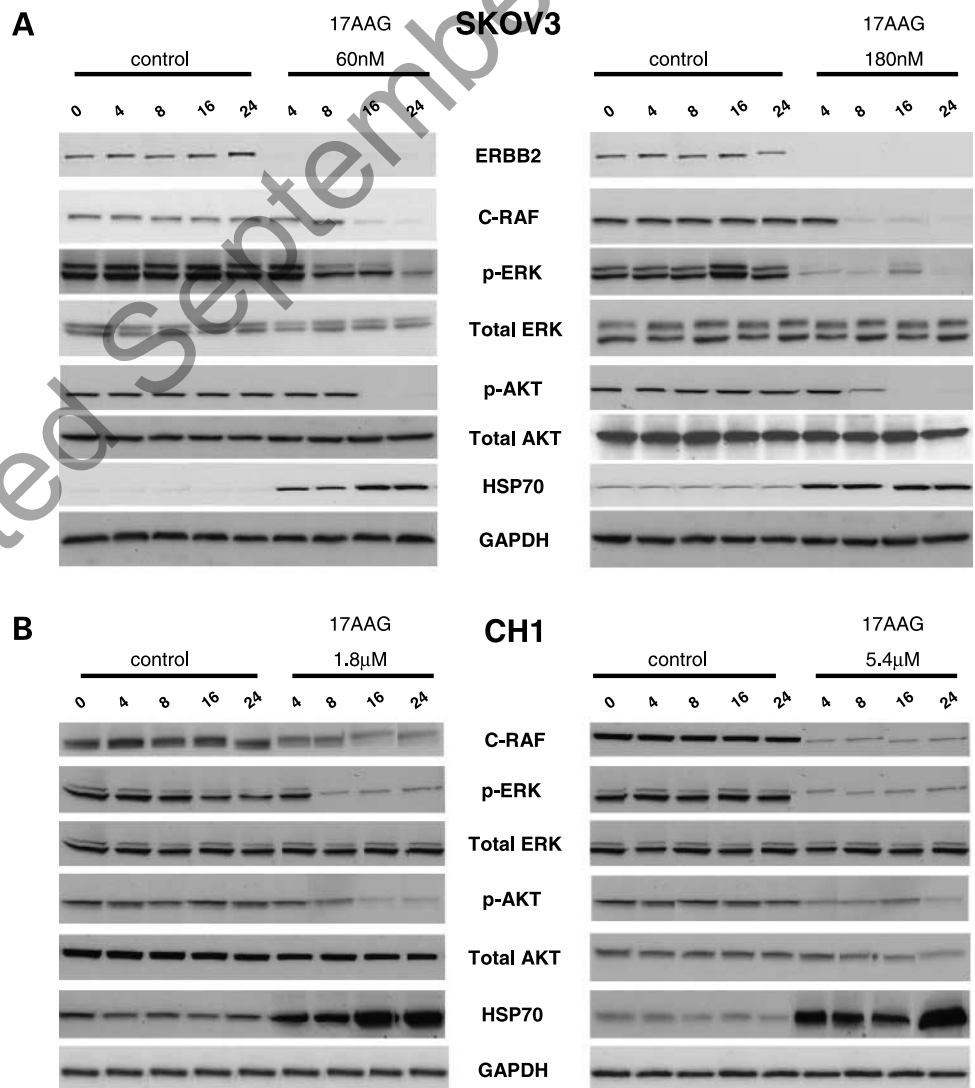 A
SKOV3
17AAG
17AAG
control
60nM
control
180nM
0 4 8 16 24 4 8 16 24
0 4 8 16 24 4 8 16 24
ERBB2
C-RAF
p-ERK
Total ERK
p-AKT
Total AKT
HSP70
GAPDH
ted Septembe
B
CH1
17AAG
17AAG
control
1.8μM
control
5.4μM
0 4 8 16 24 4 8 16 24
0 4 8 16 24 4 8 16 24
C-RAF
p-ERK
Total ERK
p-AKT
Total AKT
HSP70
GAPDH